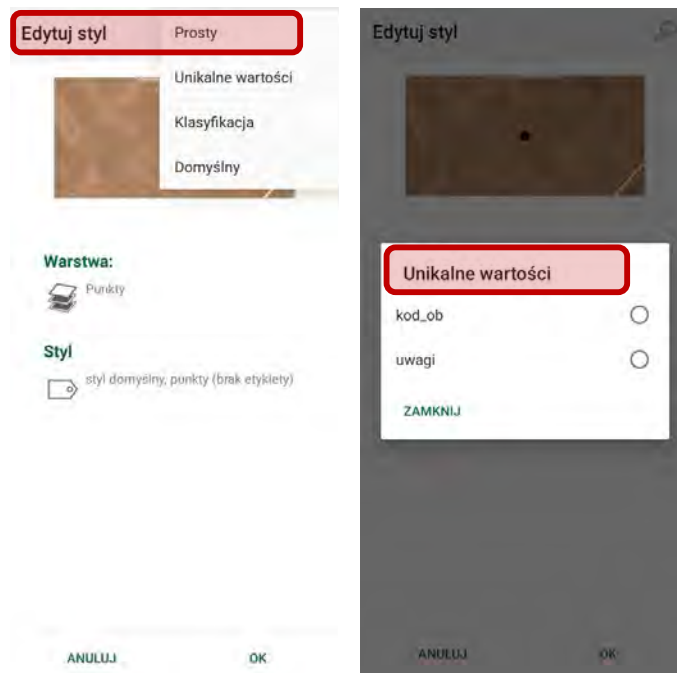 Edytuj styl
Prosty
Unikalne wartości
Klasyfikacja
Domyślny
Warstwa:
Punkty
Styl
styl domyślny, punkty (brak etykiety)
ANULUJ
OK
Edytuj styl
Unikalne wartości
kod_ob
uwagi
ZAMKNIJ
ANULUJ
OK